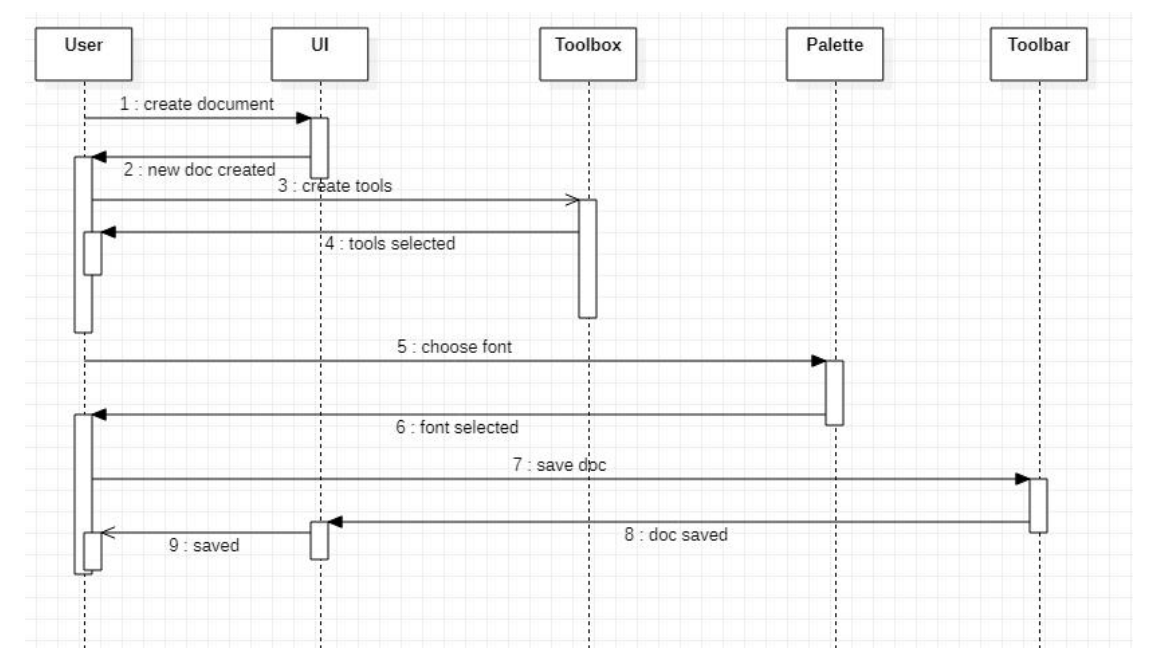 User
UI
Toolbox
Palette
Toolbar
1 : create document
2 : new doc created
3 : create tools
4 : tools selected
5 : choose font
6 : font selected
7 : save doc
8 : doc saved
9 : saved